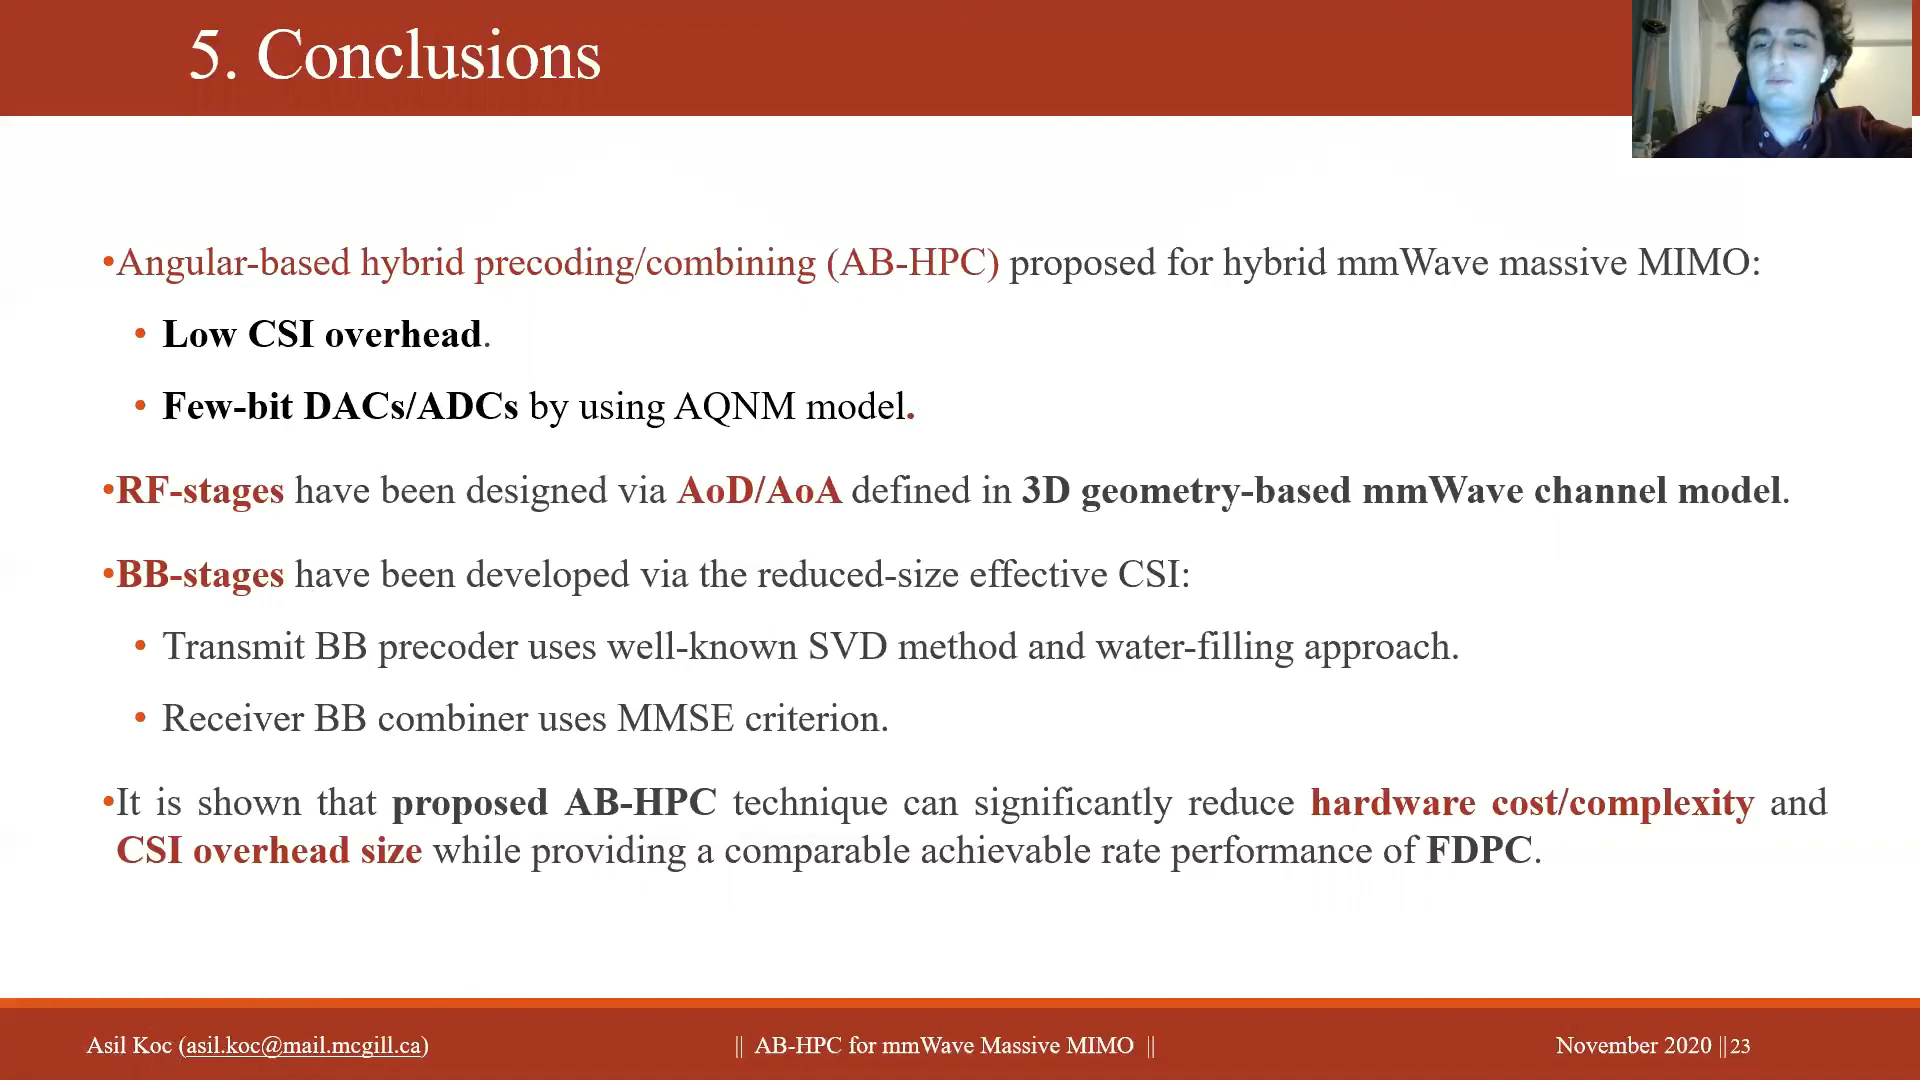 5. Conclusions
•Angular-based hybrid precoding/combining (AB-HPC) proposed for hybrid mmWave massive MIMO:
• Low CSI overhead.
• Few-bit DACs/ADCs by using AQNM model.
•RF-stages have been designed via AoD/AoA defined in 3D geometry-based mmWave channel model.
•BB-stages have been developed via the reduced-size effective CSI:
• Transmit BB precoder uses well-known SVD method and water-filling approach.
• Receiver BB combiner uses MMSE criterion.
•It is shown that proposed AB-HPC technique can significantly reduce hardware cost/complexity and
CSI overhead size while providing a comparable achievable rate performance of FDPC.
Asil Koc (asil.koc@mail.mcgill.ca) || AB-HPC for mmWave Massive MIMO || November 2020 ||23